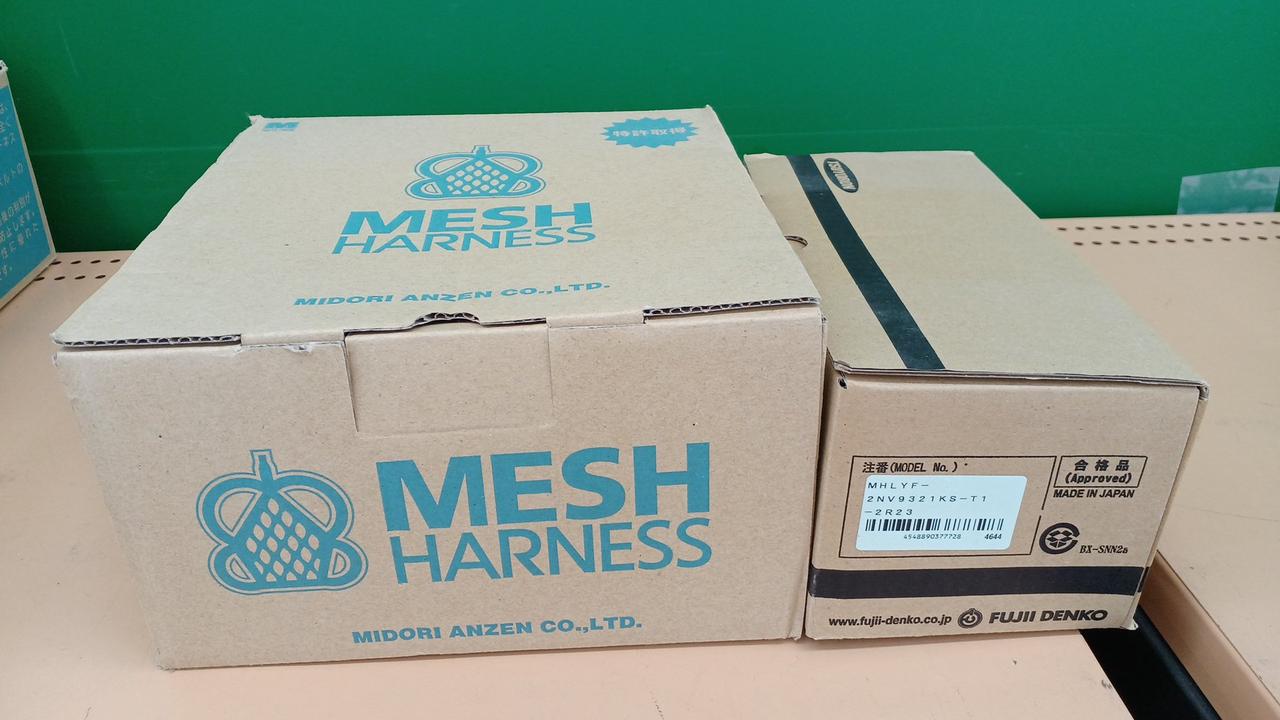 特許取得
MESH
HARNESS
MIDORI ANZEN CO.,LTD.
MESH
HARNESS
MIDORI ANZEN CO.,LTD.
注番(MODEL No.)
MHLYF-
2NV9321KS-T1
-2R23
4548890377728 4644
合格品
(Approved)
MADE IN JAPAN
BX-SNN2a
www.fujii-denko.co.jp FUJII DENKO